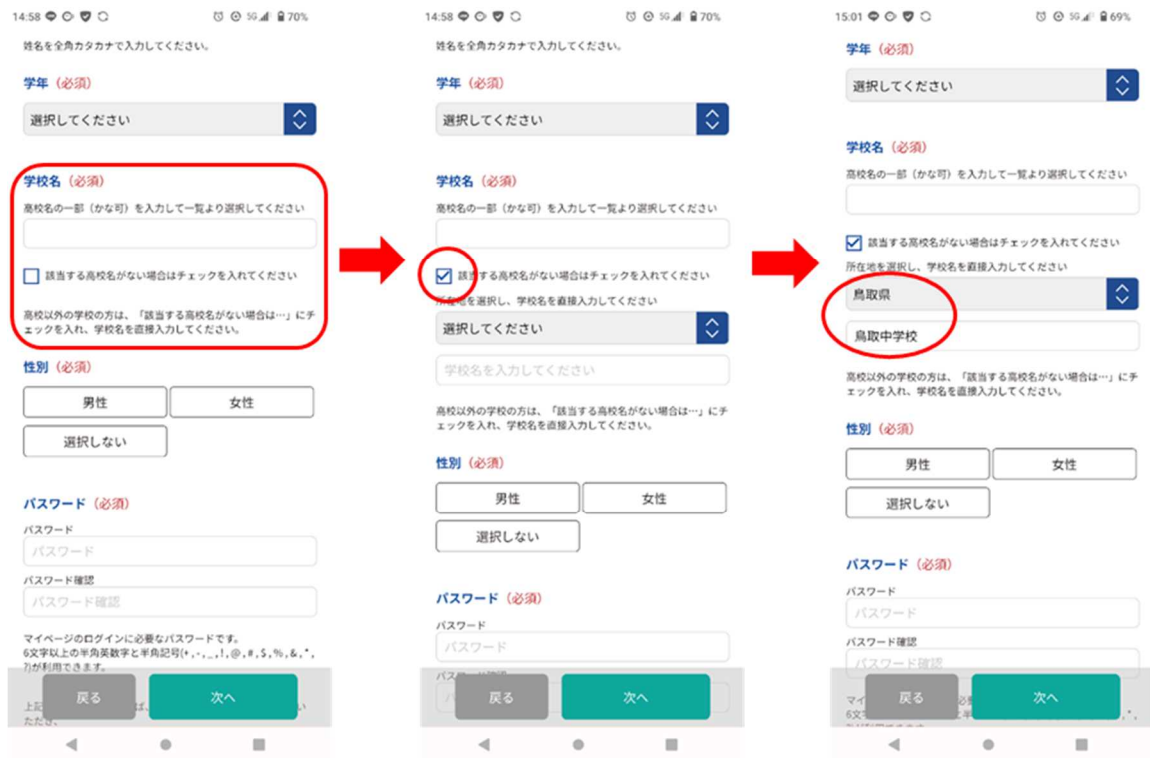 14:58
5G 70%
姓名を全角カタカナで入力してください。
学年（必須）
選択してください
学校名（必須）
高校名の一部（かな可）を入力して一覧より選択してください
該当する高校名がない場合はチェックを入れてください
高校以外の学校の方は、「該当する高校名がない場合は…」にチ
ェックを入れ、学校名を直接入力してください。
性別（必須）
男性 女性
選択しない
パスワード（必須）
パスワード
パスワード
パスワード確認
パスワード確認
マイページのログインに必要なパスワードです。
6文字以上の半角英数字と半角記号(+,-,_,!,@,#,$,%,&,*,
?)が利用できます。
戻る 次へ
14:58
5G 70%
姓名を全角カタカナで入力してください。
学年（必須）
選択してください
学校名（必須）
高校名の一部（かな可）を入力して一覧より選択してください
該当する高校名がない場合はチェックを入れてください
所在地を選択し、学校名を直接入力してください
選択してください
学校名を入力してください
高校以外の学校の方は、「該当する高校名がない場合は…」にチ
ェックを入れ、学校名を直接入力してください。
性別（必須）
男性 女性
選択しない
パスワード（必須）
パスワード
パスワード
戻る 次へ
15:01
5G 69%
学年（必須）
選択してください
学校名（必須）
高校名の一部（かな可）を入力して一覧より選択してください
該当する高校名がない場合はチェックを入れてください
所在地を選択し、学校名を直接入力してください
鳥取県
鳥取中学校
高校以外の学校の方は、「該当する高校名がない場合は…」にチ
ェックを入れ、学校名を直接入力してください。
性別（必須）
男性 女性
選択しない
パスワード（必須）
パスワード
パスワード
パスワード確認
パスワード確認
戻る 次へ